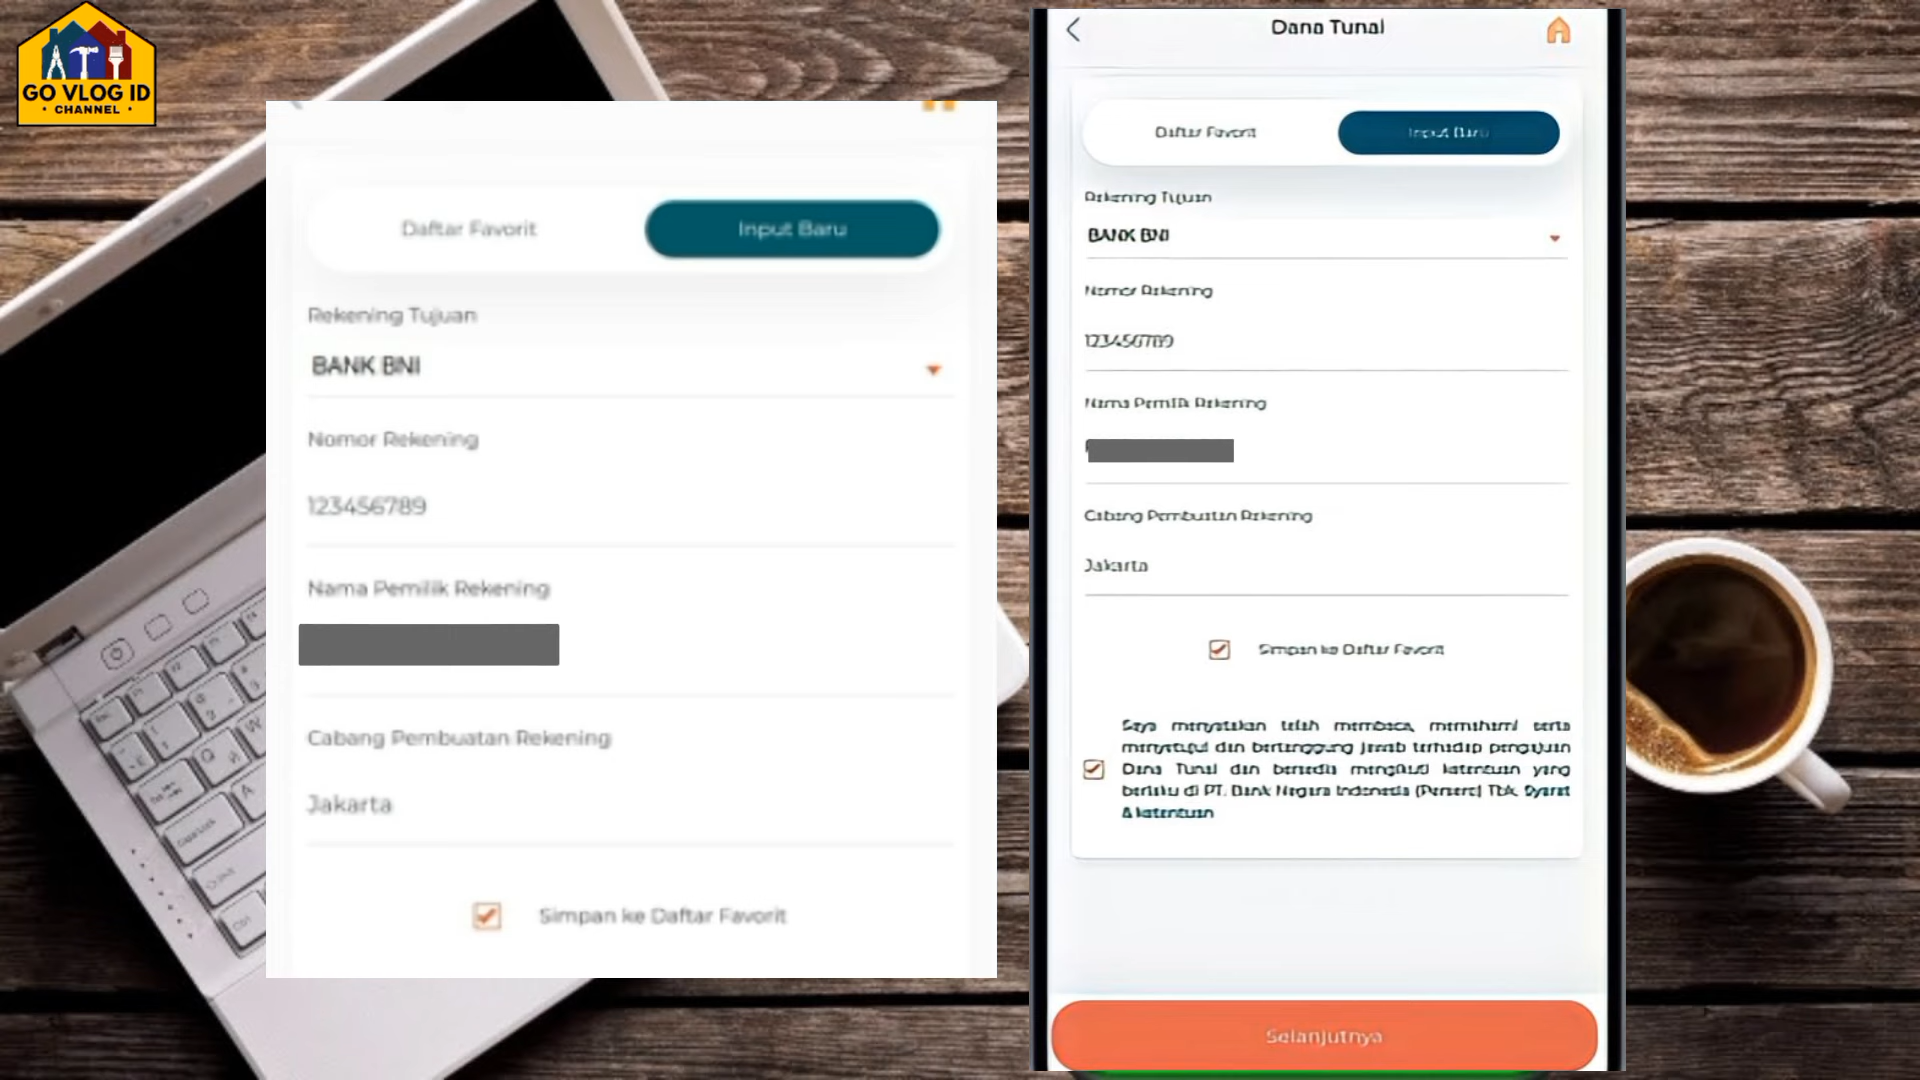 GO VLOG ID
• CHANNEL •
Daftar Favorit
Input Baru
Rekening Tujuan
BANK BNI
Nomor Rekening
123456789
Nama Pemilik Rekening
Cabang Pembuatan Rekening
Jakarta
Simpan ke Daftar Favorit
Dana Tunai
Daftar Favorit
Input Baru
Rekening Tujuan
BANK BNI
Nomor Rekening
123456789
Nama Pemilik Rekening
Cabang Pembuatan Rekening
Jakarta
Simpan ke Daftar Favorit
Saya menyatakan telah membaca, memahami serta
menyetujui dan bertanggung jawab terhadap pengajuan
Dana Tunai dan bersedia mengikuti ketentuan yang
berlaku di PT. Bank Negara Indonesia (Persero) Tbk. Syarat
& ketentuan
Selanjutnya